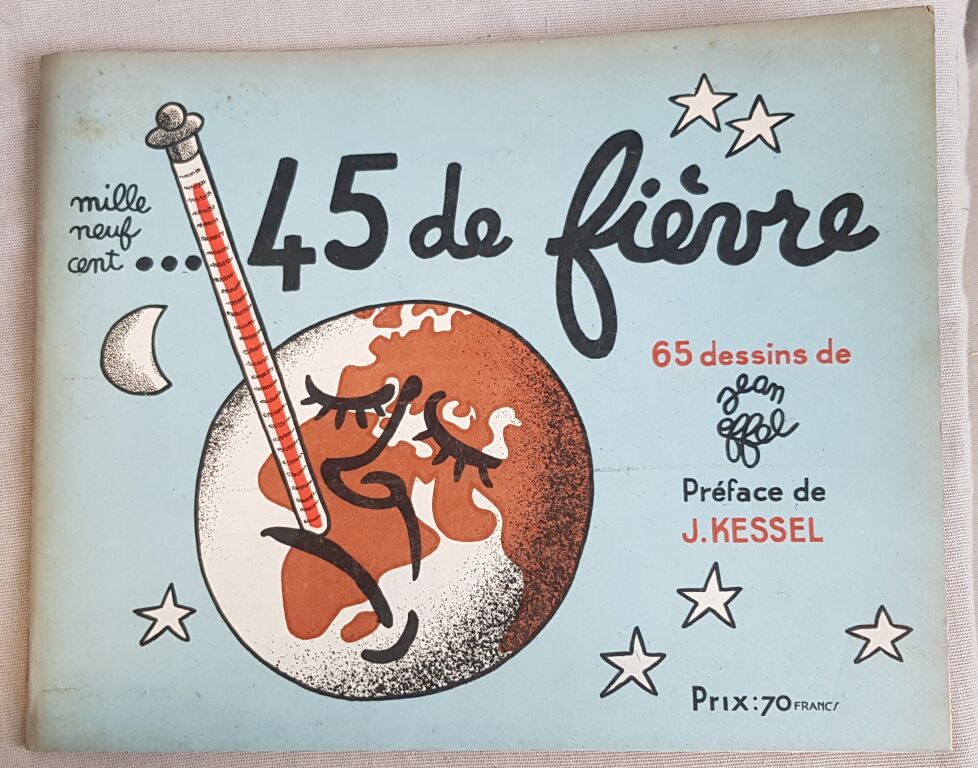 mille
neuf
cent... 45 de fièvre
65 dessins de
jean
effel
Préface de
J. KESSEL
Prix: 70 FRANCS